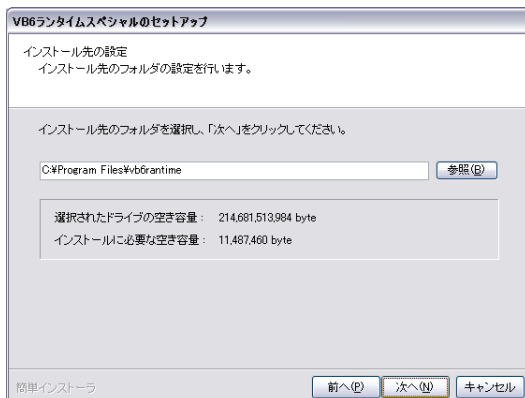 VB6ランタイムスペシャルのセットアップ
インストール先の設定
インストール先のフォルダの設定を行います。
インストール先のフォルダを選択し、「次へ」をクリックしてください。
C:¥Program Files¥vb6rantime
参照(B)
選択されたドライブの空き容量： 214,681,513,984 byte
インストールに必要な空き容量： 11,487,460 byte
簡単インストーラ
前へ(P) 次へ(N) キャンセル